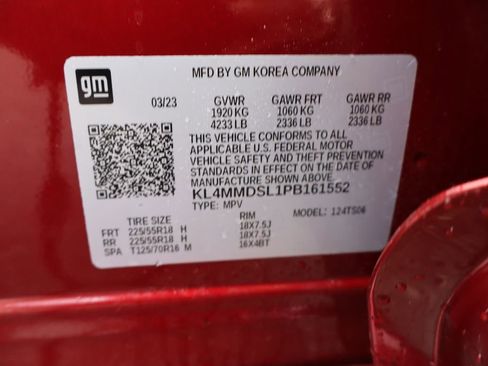 gm
MFD BY GM KOREA COMPANY
03/23 GVWR GAWR FRT GAWR RR
1920 KG 1060 KG 1060 KG
4233 LB 2336 LB 2336 LB
THIS VEHICLE CONFORMS TO ALL
APPLICABLE U.S. FEDERAL MOTOR
VEHICLE SAFETY AND THEFT PREVENTION
STANDARDS IN EFFECT ON THE DATE OF
MANUFACTURE SHOWN ABOVE.
KL4MMDSL1PB161552
TYPE: MPV MODEL: 124TS06
TIRE SIZE RIM
FRT 225/55R18 H 18X7.5J
RR 225/55R18 H 18X7.5J
SPA T125/70R16 M 16X4BT